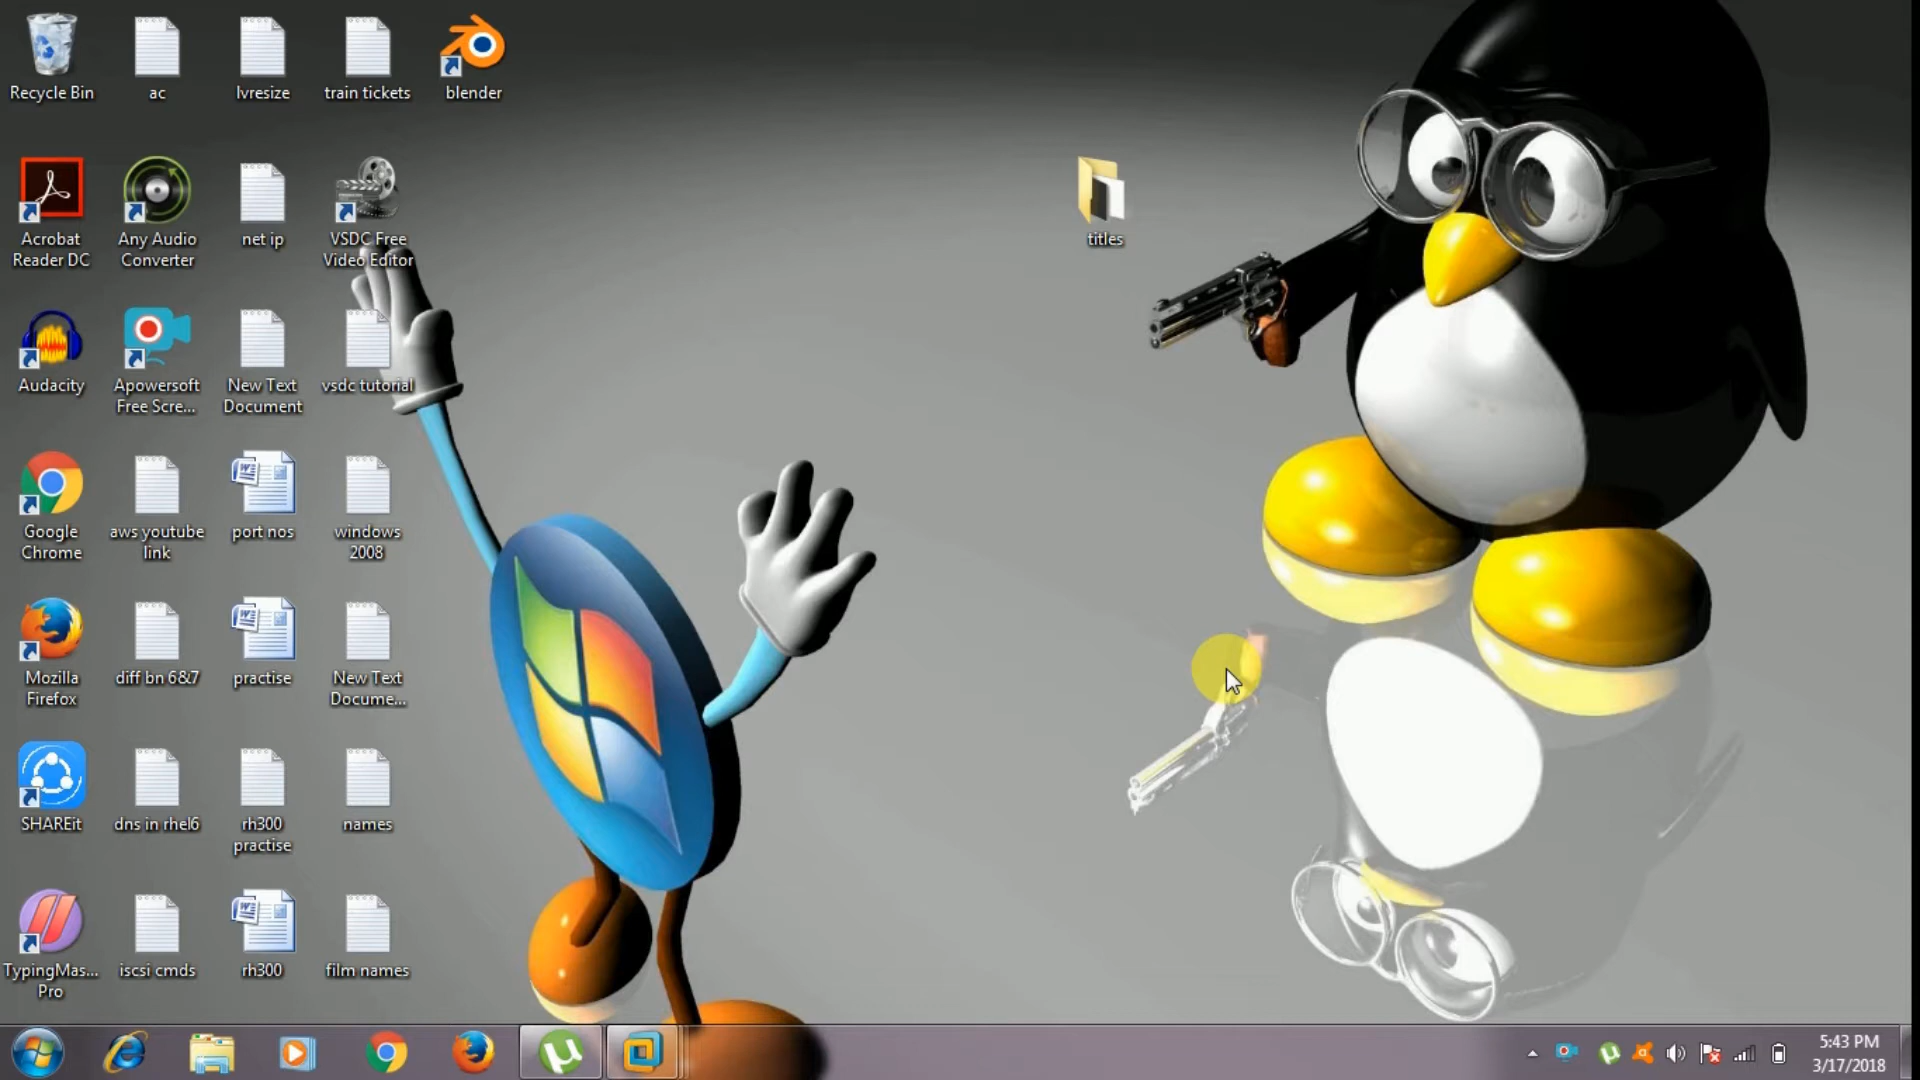 Recycle Bin
ac
lvresize
train tickets
blender
Acrobat
Reader DC
Any Audio
Converter
net ip
VSDC Free
Video Editor
titles
Audacity
Apowersoft
Free Scre...
New Text
Document
vsdc tutorial
Google
Chrome
aws youtube
link
port nos
windows
2008
Mozilla
Firefox
diff bn 6&7
practise
New Text
Docume...
SHAREit
dns in rhel6
rh300
practise
names
TypingMas...
Pro
iscsi cmds
rh300
film names
5:43 PM
3/17/2018